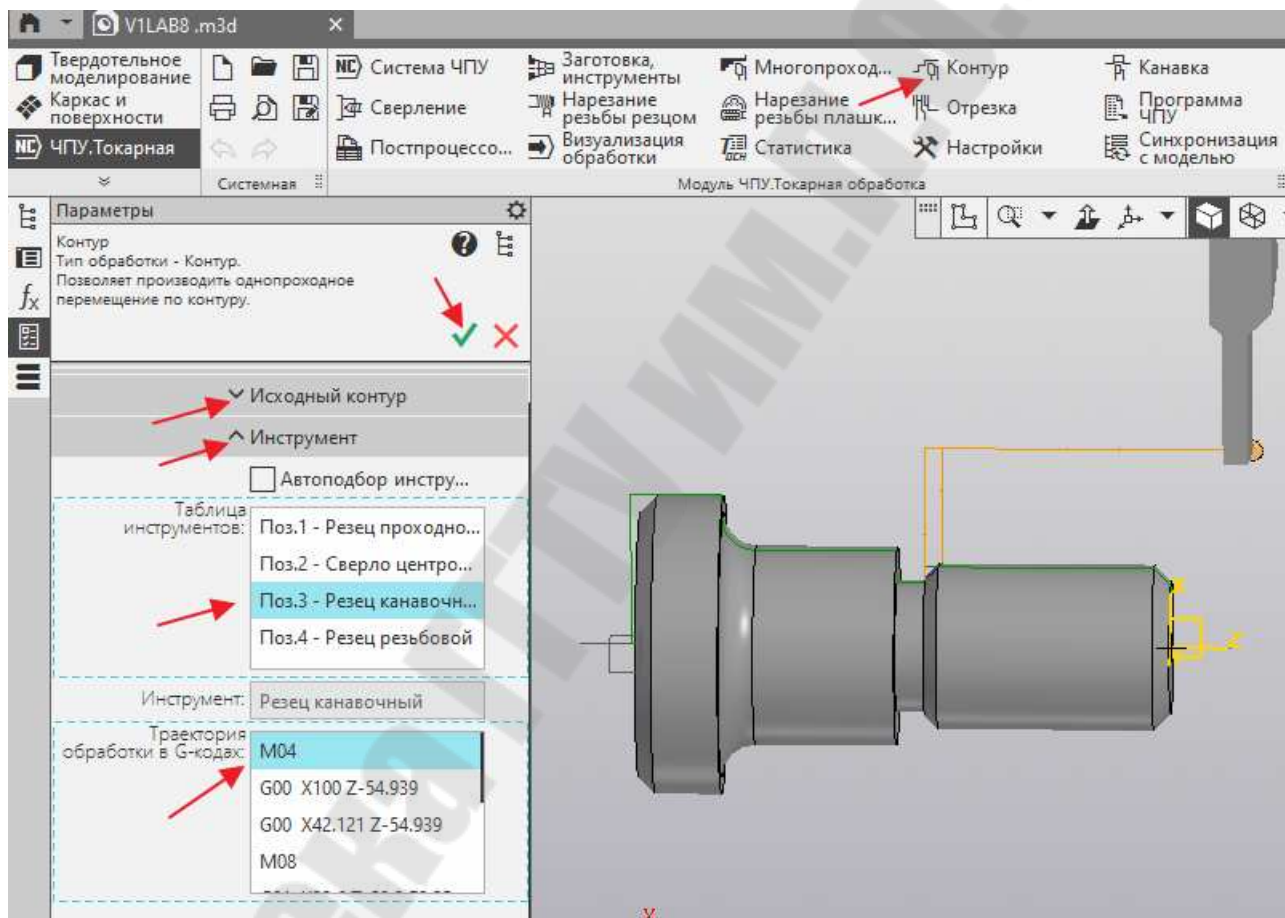 V1LAB8 .m3d
Твердотельное
моделирование
Каркас и
поверхности
NC ЧПУ.Токарная
Системная
NC Система ЧПУ
Сверление
Постпроцессо...
Заготовка,
инструменты
Нарезание
резьбы резцом
Визуализация
обработки
Многопроход...
Нарезание
резьбы плашк...
Статистика
Контур
Отрезка
Настройки
Канавка
Программа
ЧПУ
Синхронизация
с моделью
Модуль ЧПУ.Токарная обработка
Параметры
Контур
Тип обработки - Контур.
Позволяет производить однопроходное
перемещение по контуру.
Исходный контур
Инструмент
Автоподбор инстру...
Таблица
инструментов:
Поз.1 - Резец проходно...
Поз.2 - Сверло центро...
Поз.3 - Резец канавочн...
Поз.4 - Резец резьбовой
Инструмент: Резец канавочный
Траектория
обработки в G-кодах:
M04
G00 X100 Z-54.939
G00 X42.121 Z-54.939
M08